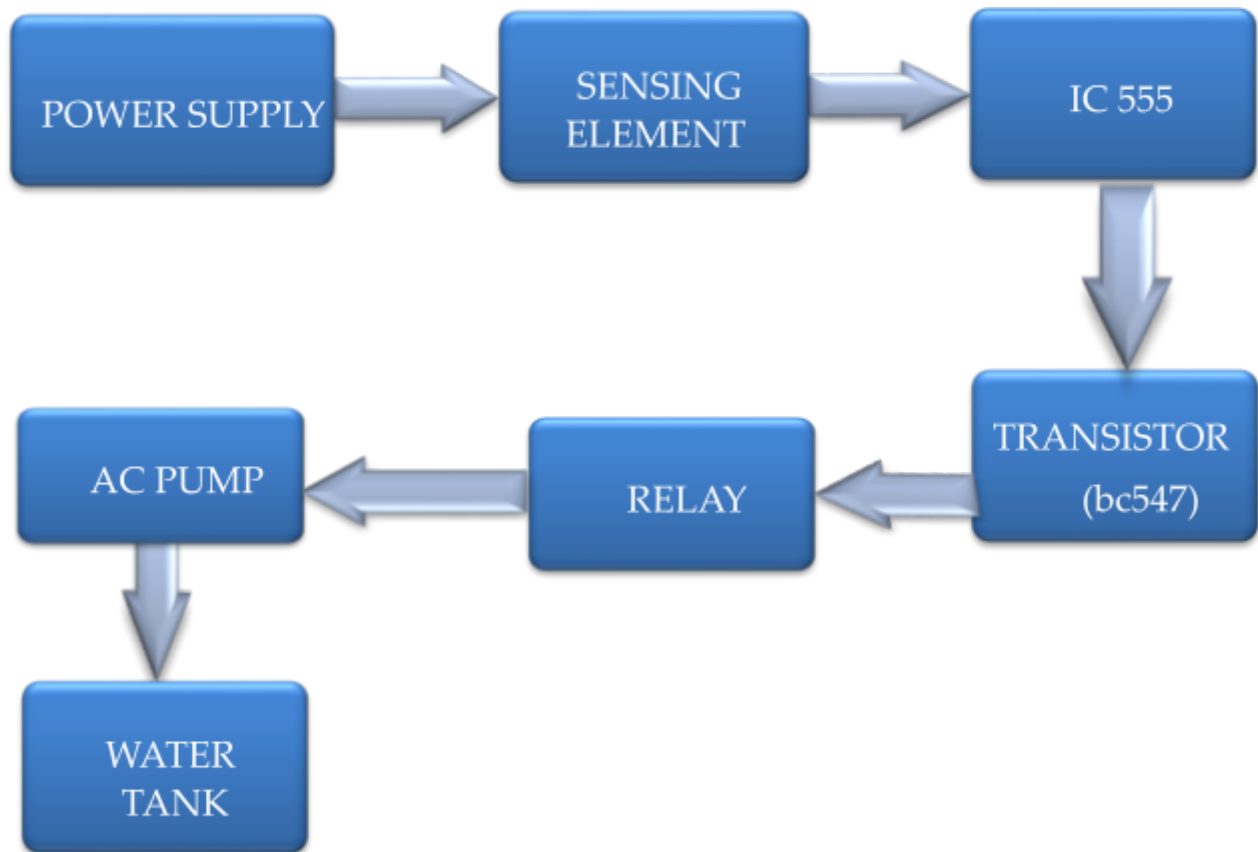 POWER SUPPLY
SENSING
ELEMENT
IC 555
TRANSISTOR
(bc547)
RELAY
AC PUMP
WATER
TANK